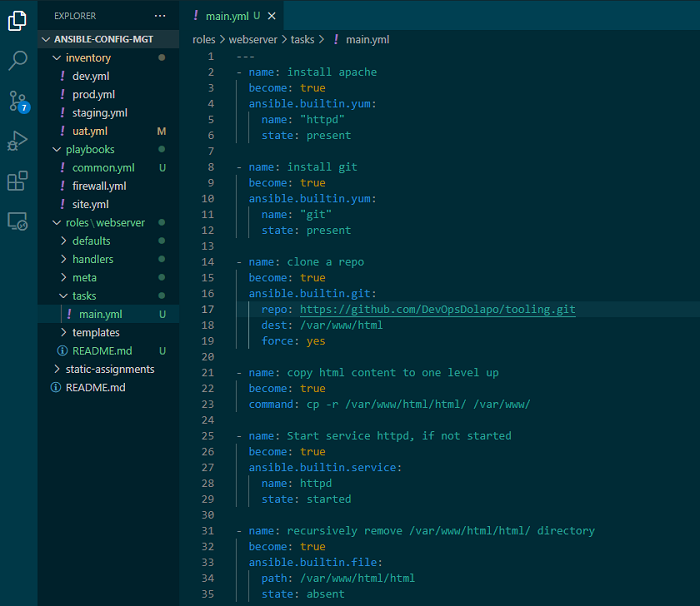 EXPLORER ...
ANSIBLE-CONFIG-MGT
inventory
! dev.yml
! prod.yml
! staging.yml
! uat.yml M
playbooks
! common.yml U
! firewall.yml
! site.yml
roles\webserver
defaults
handlers
meta
tasks
! main.yml U
templates
README.md U
static-assignments
README.md
7
! main.yml U
roles > webserver > tasks > ! main.yml
1 ---
2 - name: install apache
3 become: true
4 ansible.builtin.yum:
5 name: "httpd"
6 state: present
7
8 - name: install git
9 become: true
10 ansible.builtin.yum:
11 name: "git"
12 state: present
13
14 - name: clone a repo
15 become: true
16 ansible.builtin.git:
17 repo: https://github.com/DevOpsDolapo/tooling.git
18 dest: /var/www/html
19 force: yes
20
21 - name: copy html content to one level up
22 become: true
23 command: cp -r /var/www/html/html/ /var/www/
24
25 - name: Start service httpd, if not started
26 become: true
27 ansible.builtin.service:
28 name: httpd
29 state: started
30
31 - name: recursively remove /var/www/html/html/ directory
32 become: true
33 ansible.builtin.file:
34 path: /var/www/html/html
35 state: absent